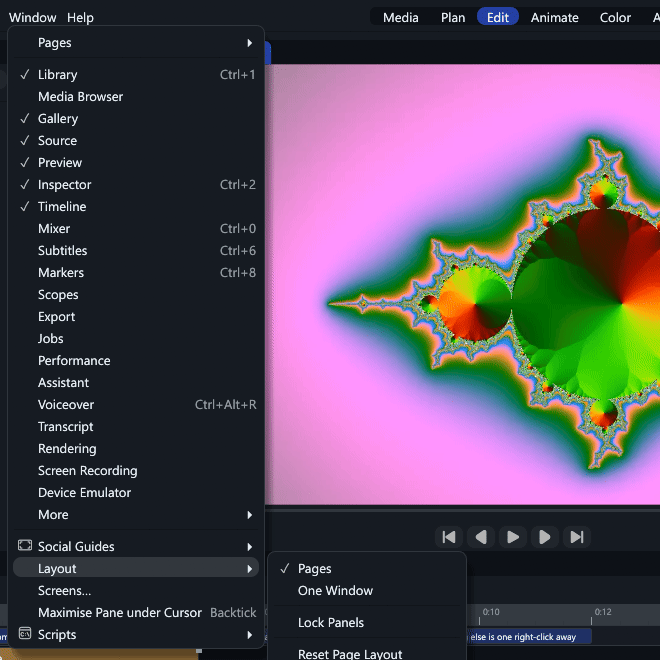 Window Help
Media Plan Edit Animate Color
Pages
Library Ctrl+1
Media Browser
Gallery
Source
Preview
Inspector Ctrl+2
Timeline
Mixer Ctrl+0
Subtitles Ctrl+6
Markers Ctrl+8
Scopes
Export
Jobs
Performance
Assistant
Voiceover Ctrl+Alt+R
Transcript
Rendering
Screen Recording
Device Emulator
More
Social Guides
Layout
Screens...
Maximise Pane under Cursor Backtick
Scripts
Pages
One Window
Lock Panels
Reset Page Layout
0:10 0:12
else is one right-click away